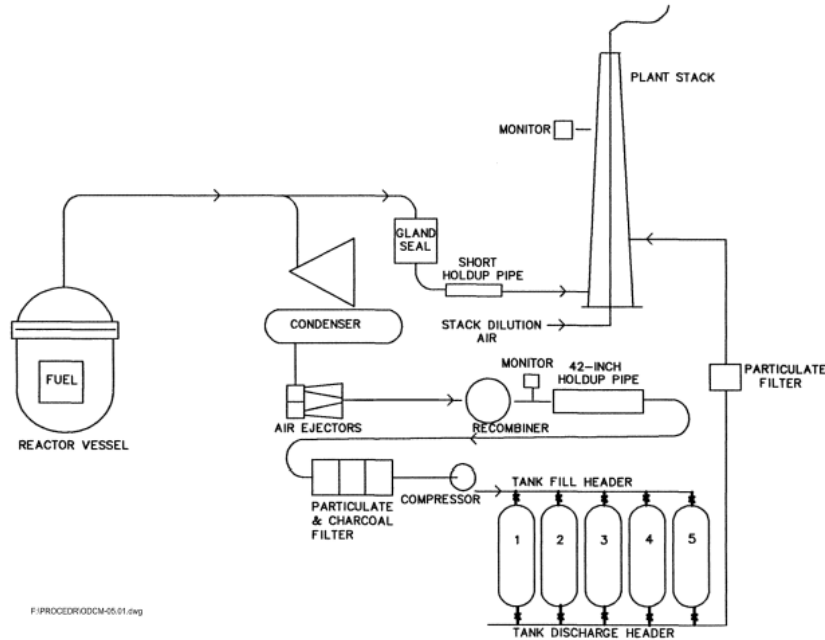 PLANT STACK
MONITOR
GLAND
SEAL
SHORT
HOLDUP PIPE
STACK DILUTION
AIR
CONDENSER
FUEL
REACTOR VESSEL
MONITOR
42-INCH
HOLDUP PIPE
PARTICULATE
FILTER
AIR EJECTORS
RECOMBINER
PARTICULATE
& CHARCOAL
FILTER
COMPRESSOR
TANK FILL HEADER
1 2 3 4 5
TANK DISCHARGE HEADER
F:\PROCEDR\ODCM-05.01.dwg